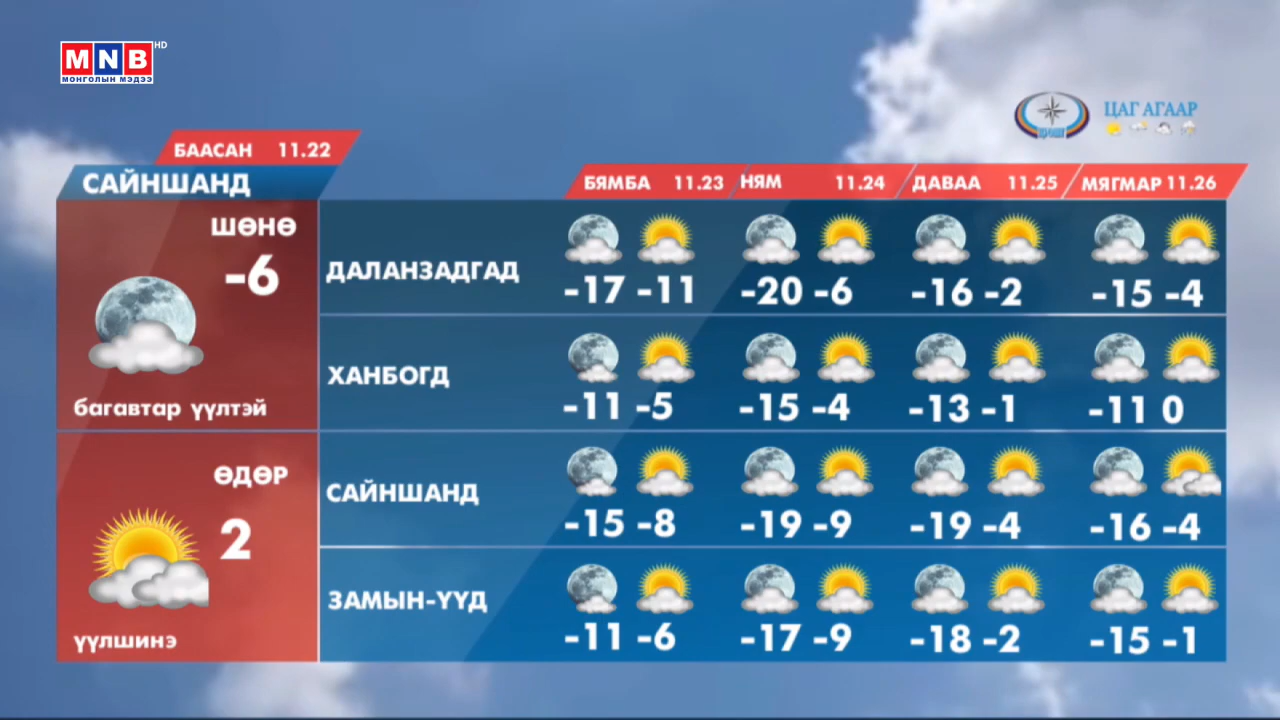 MNB HD
МОНГОЛЫН МЭДЭЭ
ЦАГ АГААР
БААСАН 11.22
САЙНШАНД
ШӨНӨ
-6
багавтар үүлтэй
ӨДӨР
2
үүлшинэ
БЯМБА 11.23 НЯМ 11.24 ДАВАА 11.25 МЯГМАР 11.26
ДАЛАНЗАДГАД
-17 -11 -20 -6 -16 -2 -15 -4
ХАНБОГД
-11 -5 -15 -4 -13 -1 -11 0
САЙНШАНД
-15 -8 -19 -9 -19 -4 -16 -4
ЗАМЫН-ҮҮД
-11 -6 -17 -9 -18 -2 -15 -1